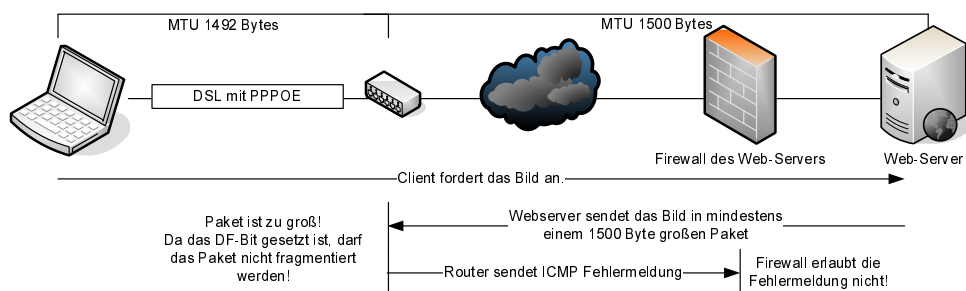 MTU 1492 Bytes
MTU 1500 Bytes
DSL mit PPPOE
Firewall des Web-Servers
Web-Server
Client fordert das Bild an.
Paket ist zu groß!
Da das DF-Bit gesetzt ist, darf
das Paket nicht fragmentiert
werden!
Webserver sendet das Bild in mindestens
einem 1500 Byte großen Paket
Router sendet ICMP Fehlermeldung
Firewall erlaubt die
Fehlermeldung nicht!